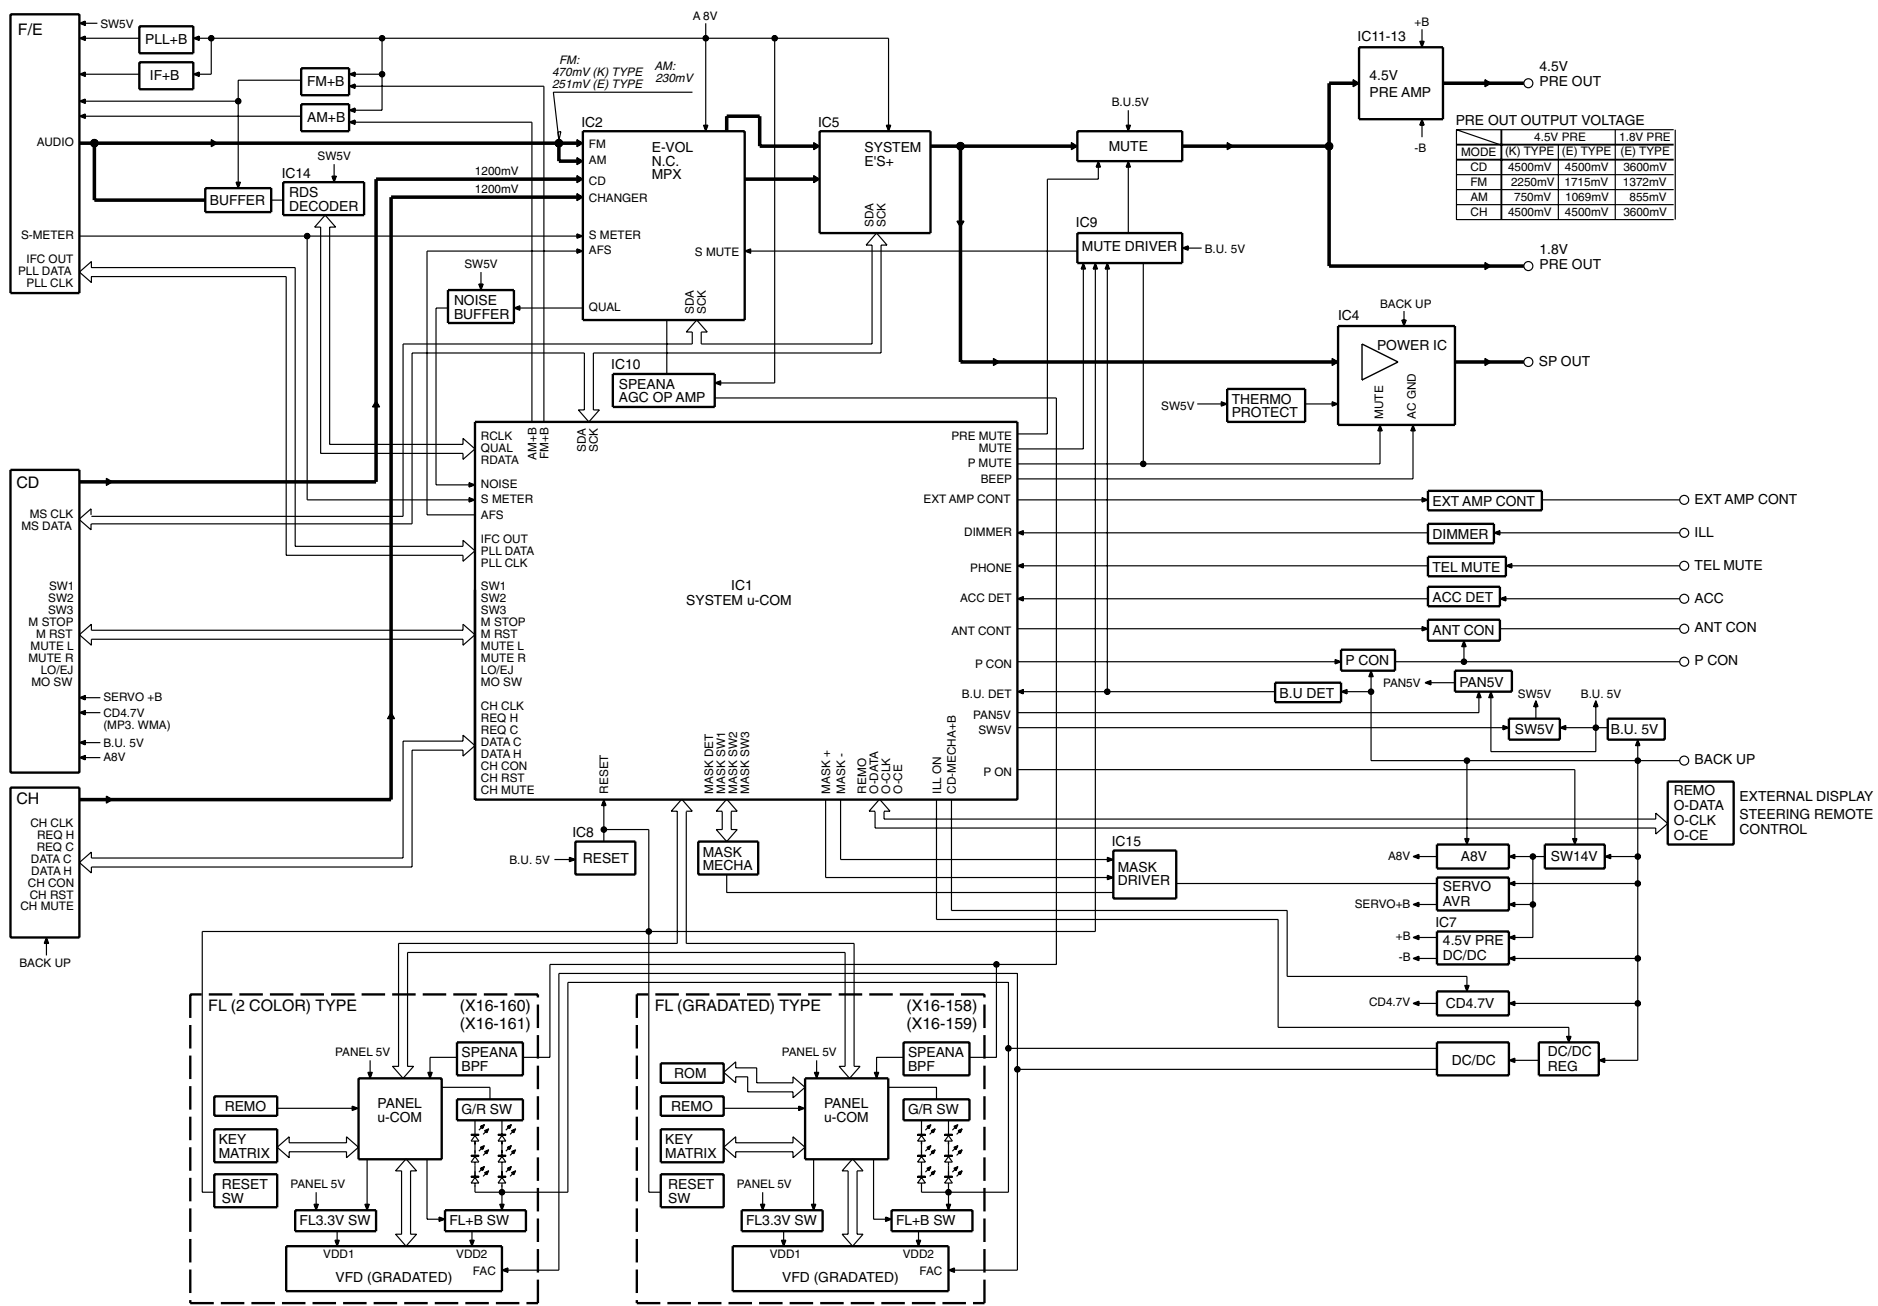 F/E
SW5V
PLL+B
IF+B
FM+B
AM+B
AUDIO
SW5V
IC14
RDS
DECODER
BUFFER
S-METER
IFC OUT
PLL DATA
PLL CLK
A 8V
FM:
470mV (K) TYPE
251mV (E) TYPE
AM:
230mV
IC2
E-VOL
N.C.
MPX
FM
AM
CD
CHANGER
1200mV
1200mV
S METER
AFS
S MUTE
QUAL
SDA
SCK
SW5V
NOISE
BUFFER
IC5
SYSTEM
E'S+
SDA
SCK
IC10
SPEANA
AGC OP AMP
B.U.5V
MUTE
IC9
MUTE DRIVER
B.U. 5V
IC11-13
+B
4.5V
PRE AMP
-B
4.5V
PRE OUT
PRE OUT OUTPUT VOLTAGE
4.5V PRE 1.8V PRE
MODE (K) TYPE (E) TYPE (E) TYPE
CD 4500mV 4500mV 3600mV
FM 2250mV 1715mV 1372mV
AM 750mV 1069mV 855mV
CH 4500mV 4500mV 3600mV
1.8V
PRE OUT
BACK UP
IC4
POWER IC
MUTE
AC GND
SP OUT
SW5V
THERMO
PROTECT
CD
MS CLK
MS DATA
SW1
SW2
SW3
M STOP
M RST
MUTE L
MUTE R
LO/EJ
MO SW
SERVO +B
CD4.7V
(MP3. WMA)
B.U. 5V
A8V
CH
CH CLK
REQ H
REQ C
DATA C
DATA H
CH CON
CH RST
CH MUTE
BACK UP
IC1
SYSTEM u-COM
RCLK
QUAL
RDATA
AM+B
FM+B
SDA
SCK
NOISE
S METER
AFS
IFC OUT
PLL DATA
PLL CLK
SW1
SW2
SW3
M STOP
M RST
MUTE L
MUTE R
LO/EJ
MO SW
CH CLK
REQ H
REQ C
DATA C
DATA H
CH CON
CH RST
CH MUTE
RESET
MASK DET
MASK SW1
MASK SW2
MASK SW3
MASK +
MASK -
REMO
O-DATA
O-CLK
O-CE
ILL ON
CD-MECHA+B
PRE MUTE
MUTE
P MUTE
BEEP
EXT AMP CONT
DIMMER
PHONE
ACC DET
ANT CONT
P CON
B.U. DET
PAN5V
SW5V
P ON
EXT AMP CONT
EXT AMP CONT
DIMMER
ILL
TEL MUTE
TEL MUTE
ACC DET
ACC
ANT CON
ANT CON
P CON
P CON
B.U DET
PAN5V
PAN5V
SW5V
B.U. 5V
SW5V
B.U. 5V
BACK UP
REMO
O-DATA
O-CLK
O-CE
EXTERNAL DISPLAY
STEERING REMOTE
CONTROL
IC8
B.U. 5V
RESET
MASK
MECHA
IC15
MASK
DRIVER
A8V
A8V
SW14V
SERVO
AVR
SERVO+B
IC7
+B
4.5V PRE
DC/DC
-B
CD4.7V
CD4.7V
DC/DC
DC/DC
REG
FL (2 COLOR) TYPE
(X16-160)
(X16-161)
PANEL 5V
SPEANA
BPF
PANEL
u-COM
REMO
G/R SW
KEY
MATRIX
RESET
SW
PANEL 5V
FL3.3V SW
FL+B SW
VDD1
VDD2
FAC
VFD (GRADATED)
FL (GRADATED) TYPE
(X16-158)
(X16-159)
PANEL 5V
SPEANA
BPF
ROM
PANEL
u-COM
REMO
G/R SW
KEY
MATRIX
RESET
SW
PANEL 5V
FL3.3V SW
FL+B SW
VDD1
VDD2
FAC
VFD (GRADATED)